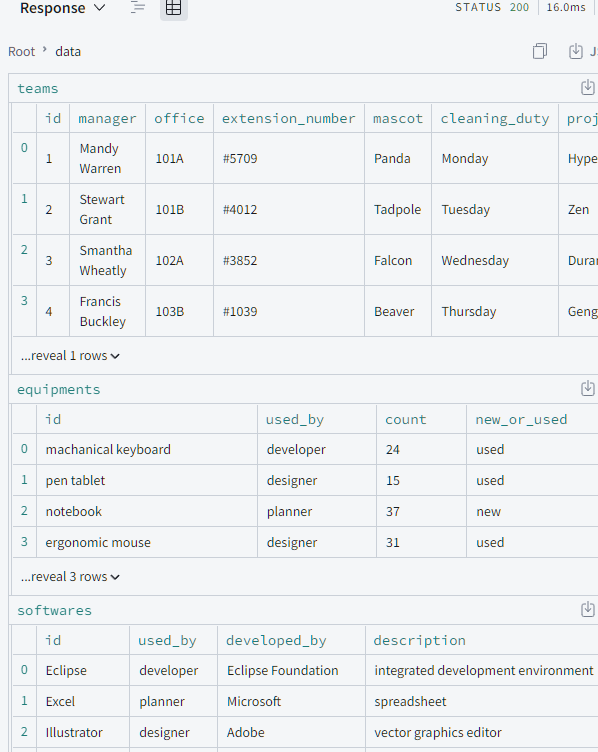 Response STATUS 200 16.0ms
Root > data
teams
id manager office extension_number mascot cleaning_duty proj
0 1 Mandy Warren 101A #5709 Panda Monday Hype
1 2 Stewart Grant 101B #4012 Tadpole Tuesday Zen
2 3 Smantha Wheatly 102A #3852 Falcon Wednesday Dura
3 4 Francis Buckley 103B #1039 Beaver Thursday Geng
...reveal 1 rows
equipments
id used_by count new_or_used
0 machanical keyboard developer 24 used
1 pen tablet designer 15 used
2 notebook planner 37 new
3 ergonomic mouse designer 31 used
...reveal 3 rows
softwares
id used_by developed_by description
0 Eclipse developer Eclipse Foundation integrated development environment
1 Excel planner Microsoft spreadsheet
2 Illustrator designer Adobe vector graphics editor